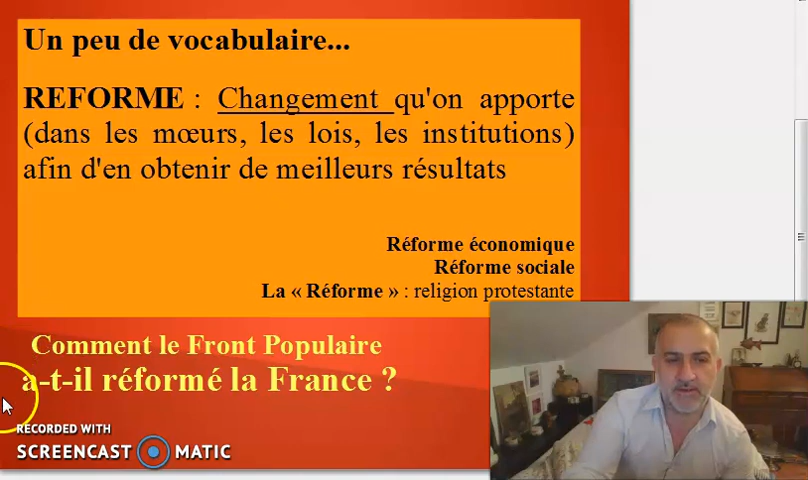 Un peu de vocabulaire...
REFORME : Changement qu'on apporte
(dans les mœurs, les lois, les institutions)
afin d'en obtenir de meilleurs résultats
Réforme économique
Réforme sociale
La « Réforme » : religion protestante
Comment le Front Populaire
a-t-il réformé la France ?
RECORDED WITH
SCREENCAST MATIC